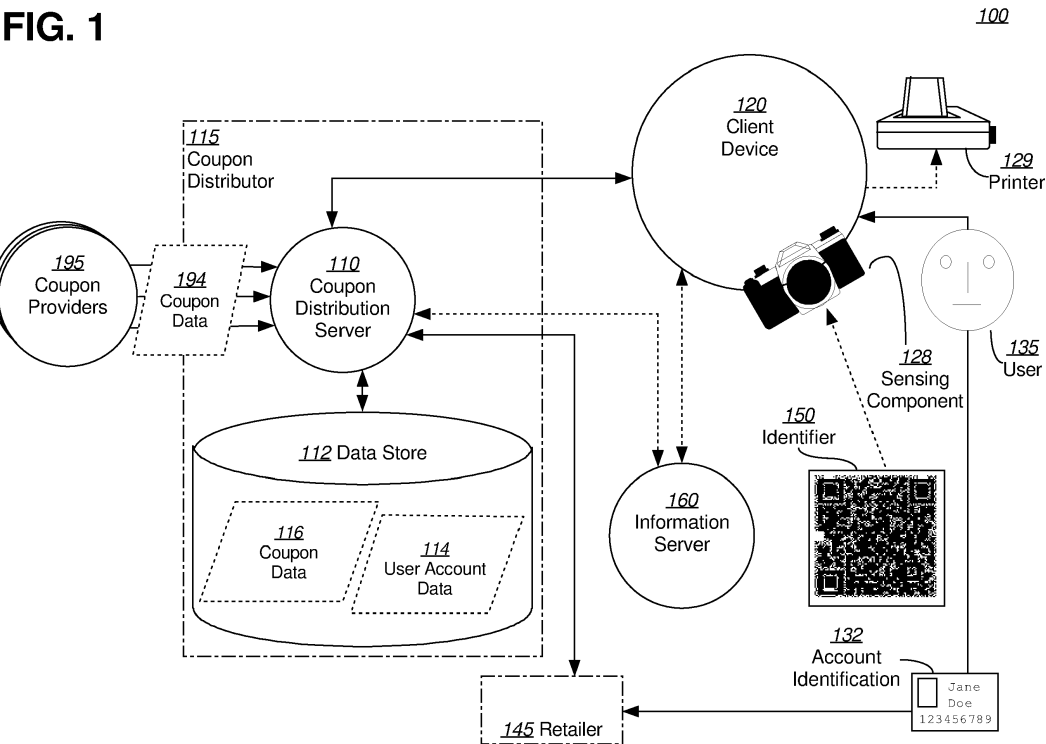 FIG. 1
100
120
Client
Device
129
Printer
115
Coupon
Distributor
195
Coupon
Providers
194
Coupon
Data
110
Coupon
Distribution
Server
128
Sensing
Component
135
User
150
Identifier
112 Data Store
116
Coupon
Data
114
User Account
Data
160
Information
Server
132
Account
Identification
Jane
Doe
123456789
145 Retailer